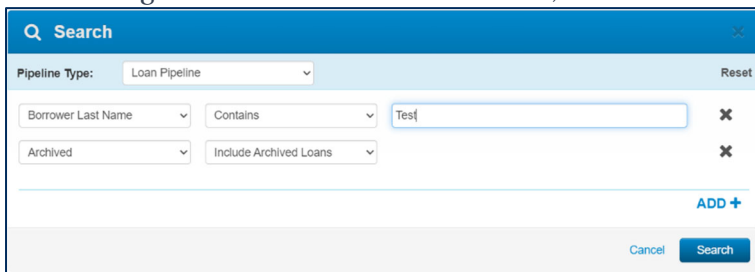 Search
Pipeline Type: Loan Pipeline Reset
Borrower Last Name Contains Test
Archived Include Archived Loans
ADD +
Cancel Search